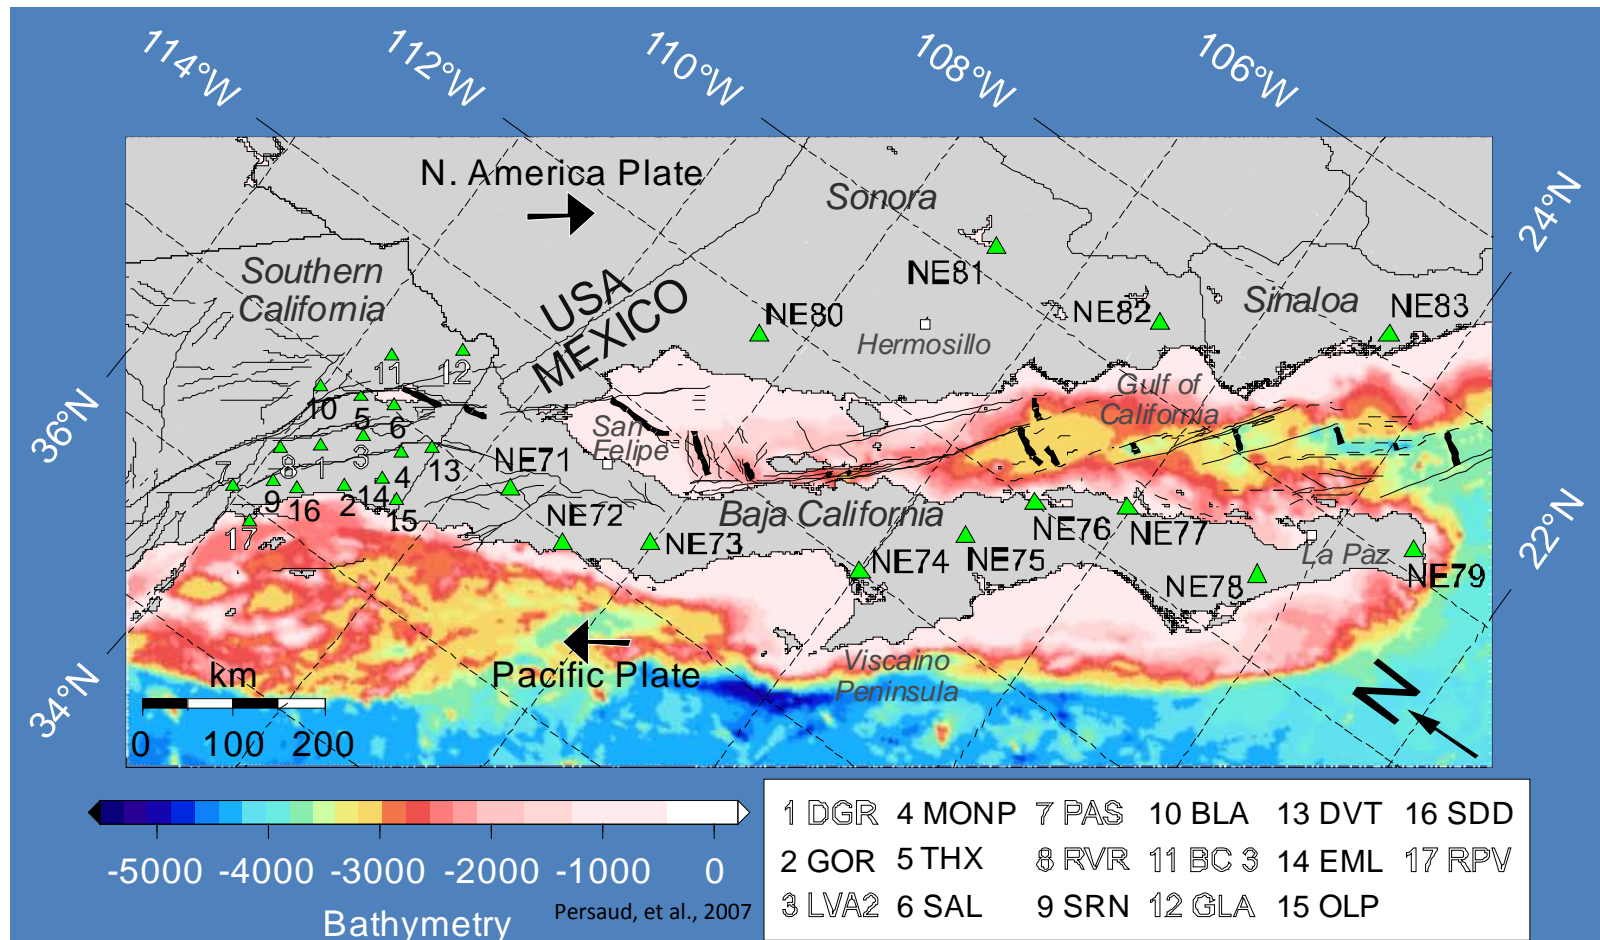 114°W
112°W
110°W
108°W
106°W
24°N
22°N
36°N
34°N
N. America Plate
Sonora
Southern
California
USA
MEXICO
NE81
NE80
NE82
Sinaloa
NE83
Hermosillo
Gulf of
California
11
12
10
5
6
San
Felipe
7
8
1
3
4
13
NE71
9
16
2
14
15
17
NE72
NE73
Baja California
NE74
NE75
NE76
NE77
NE78
La Paz
NE79
Viscaino
Peninsula
Pacific Plate
km
0 100 200
N
-5000 -4000 -3000 -2000 -1000 0
Bathymetry
Persaud, et al., 2007
1 DGR 4 MONP 7 PAS 10 BLA 13 DVT 16 SDD
2 GOR 5 THX 8 RVR 11 BC 3 14 EML 17 RPV
3 LVA2 6 SAL 9 SRN 12 GLA 15 OLP